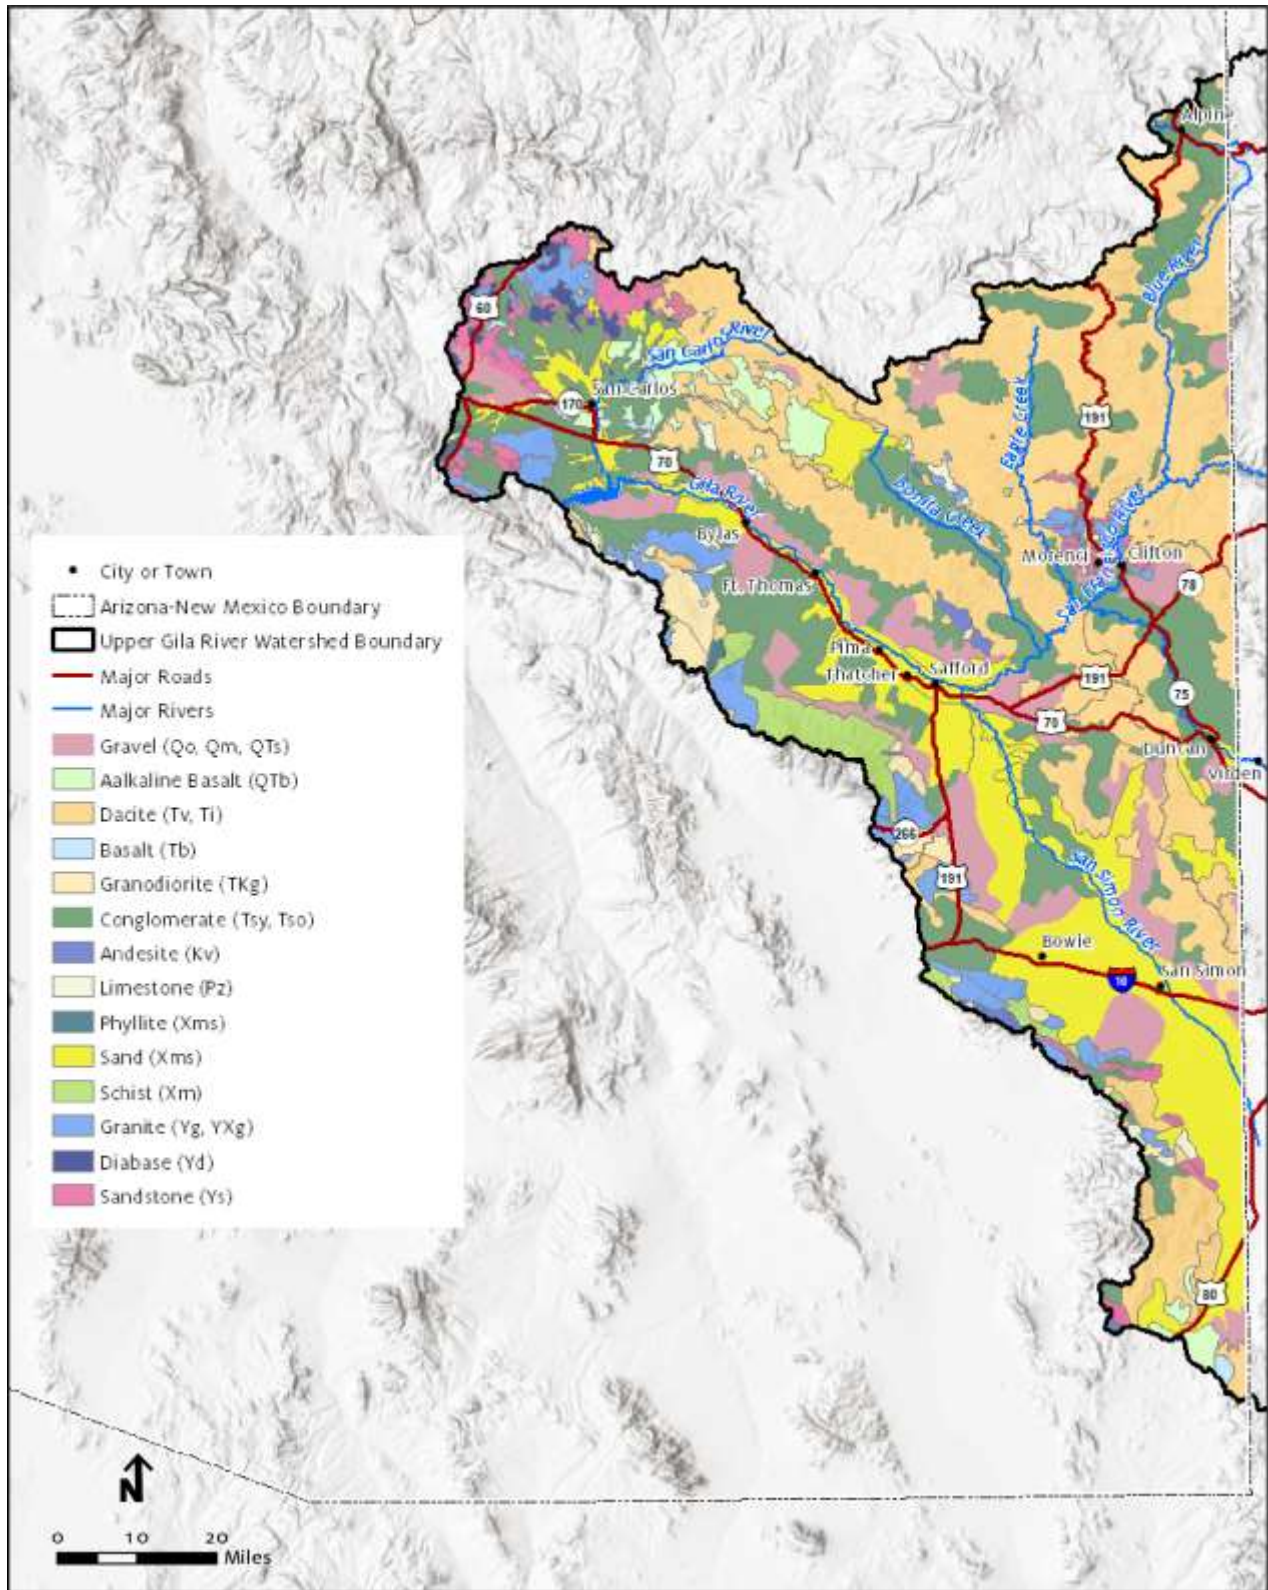 Alpin
Blue River
60
San Carlos River
San Carlos
170
Eagle Creek
191
70
Gila River
Bonita Creek
San Francisco River
Bylas
Morenci
Clifton
Ft. Thomas
78
Pima
Thatcher
Safford
191
75
70
Duncan
Virden
266
191
San Simon River
Bowie
San Simon
10
80
City or Town
Arizona-New Mexico Boundary
Upper Gila River Watershed Boundary
Major Roads
Major Rivers
Gravel (Qo, Qm, QTs)
Aalkaline Basalt (QTb)
Dacite (Tv, Ti)
Basalt (Tb)
Granodiorite (TKg)
Conglomerate (Tsy, Tso)
Andesite (Kv)
Limestone (Pz)
Phyllite (Xms)
Sand (Xms)
Schist (Xm)
Granite (Yg, YXg)
Diabase (Yd)
Sandstone (Ys)
N
0 10 20
Miles